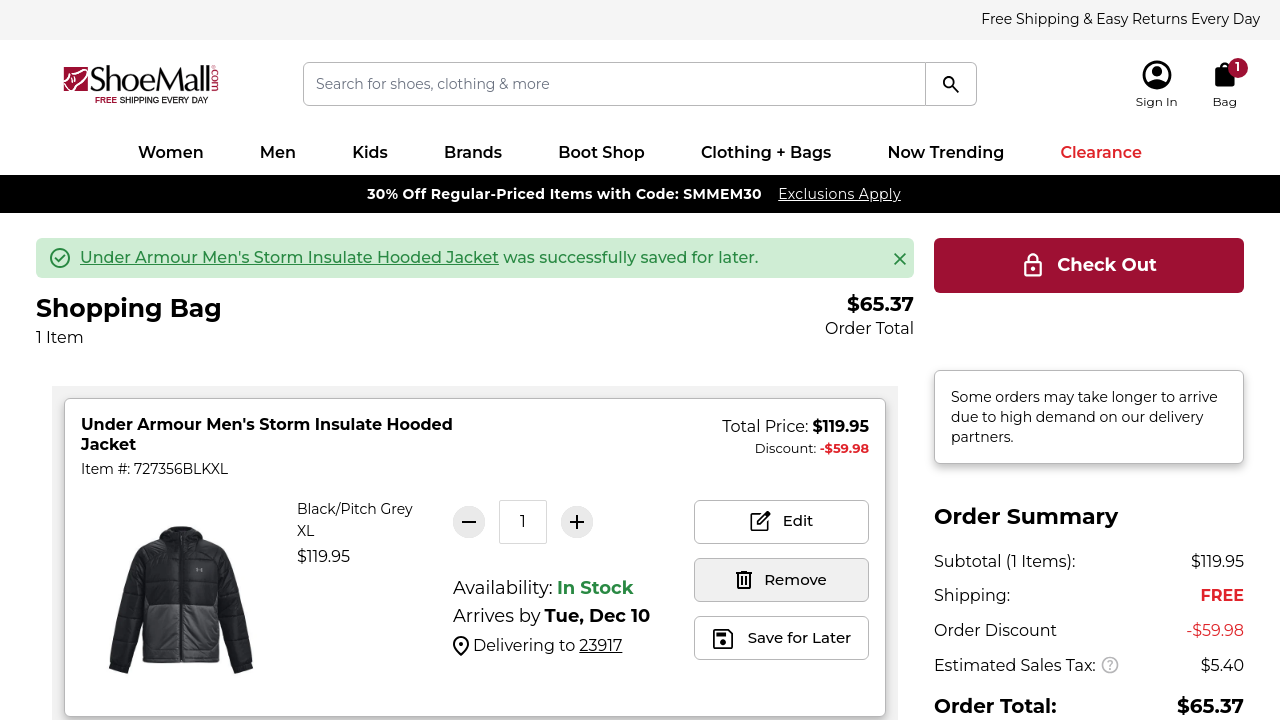 Free Shipping & Easy Returns Every Day
ShoeMall.com
FREE SHIPPING EVERY DAY
Search for shoes, clothing & more
1
Sign In
Bag
Women
Men
Kids
Brands
Boot Shop
Clothing + Bags
Now Trending
Clearance
30% Off Regular-Priced Items with Code: SMMEM30 Exclusions Apply
Under Armour Men's Storm Insulate Hooded Jacket was successfully saved for later.
Check Out
Shopping Bag
1 Item
$65.37
Order Total
Some orders may take longer to arrive
due to high demand on our delivery
partners.
Under Armour Men's Storm Insulate Hooded
Jacket
Item #: 727356BLKXL
Total Price: $119.95
Discount: -$59.98
Black/Pitch Grey
XL
$119.95
1
Availability: In Stock
Arrives by Tue, Dec 10
Delivering to 23917
Edit
Remove
Save for Later
Order Summary
Subtotal (1 Items): $119.95
Shipping: FREE
Order Discount -$59.98
Estimated Sales Tax: ? $5.40
Order Total: $65.37